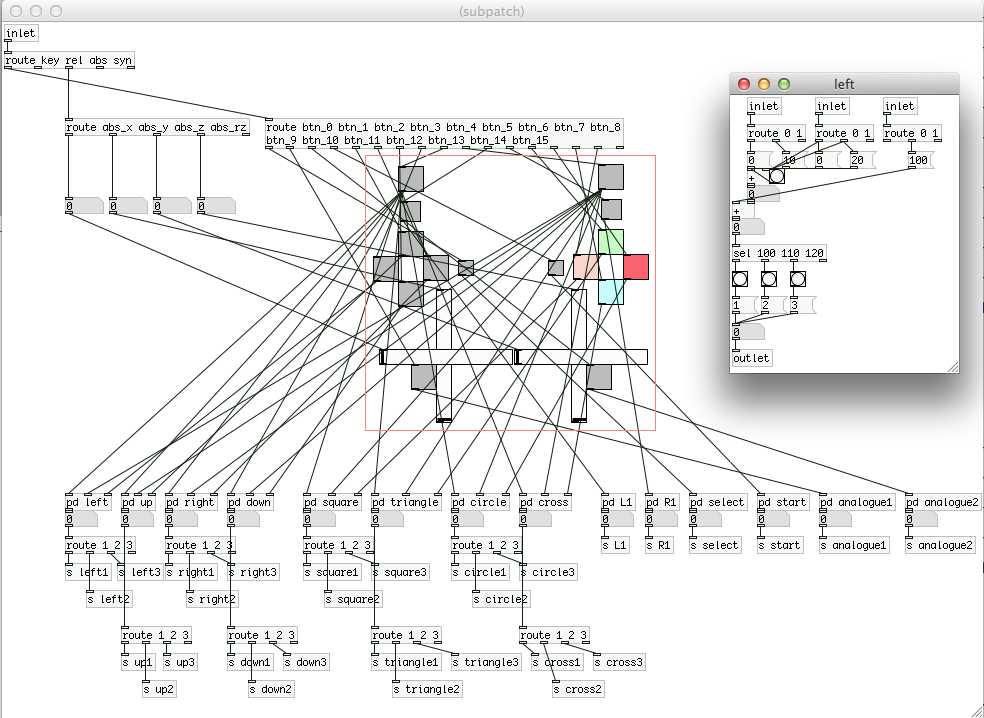 (subpatch)
inlet
route key rel abs syn
route abs_x abs_y abs_z abs_rz
route btn_0 btn_1 btn_2 btn_3 btn_4 btn_5 btn_6 btn_7 btn_8
btn_9 btn_10 btn_11 btn_12 btn_13 btn_14 btn_15
0 0 0 0
left
inlet inlet inlet
route 0 1 route 0 1 route 0 1
0 10 0 20 100
+
0
+
0
sel 100 110 120
1 2 3
0
outlet
pd left pd up pd right pd down pd square pd triangle pd circle pd cross pd L1 pd R1 pd select pd start pd analogue1 pd analogue2
0 0 0 0 0 0 0 0 0 0 0 0 0 0
route 1 2 3 route 1 2 3 route 1 2 3 route 1 2 3 s L1 s R1 s select s start s analogue1 s analogue2
s left1 s left3 s right1 s right3 s square1 s square3 s circle1 s circle3
s left2 s right2 s square2 s circle2
route 1 2 3 route 1 2 3 route 1 2 3 route 1 2 3
s up1 s up3 s down1 s down3 s triangle1 s triangle3 s cross1 s cross3
s up2 s down2 s triangle2 s cross2